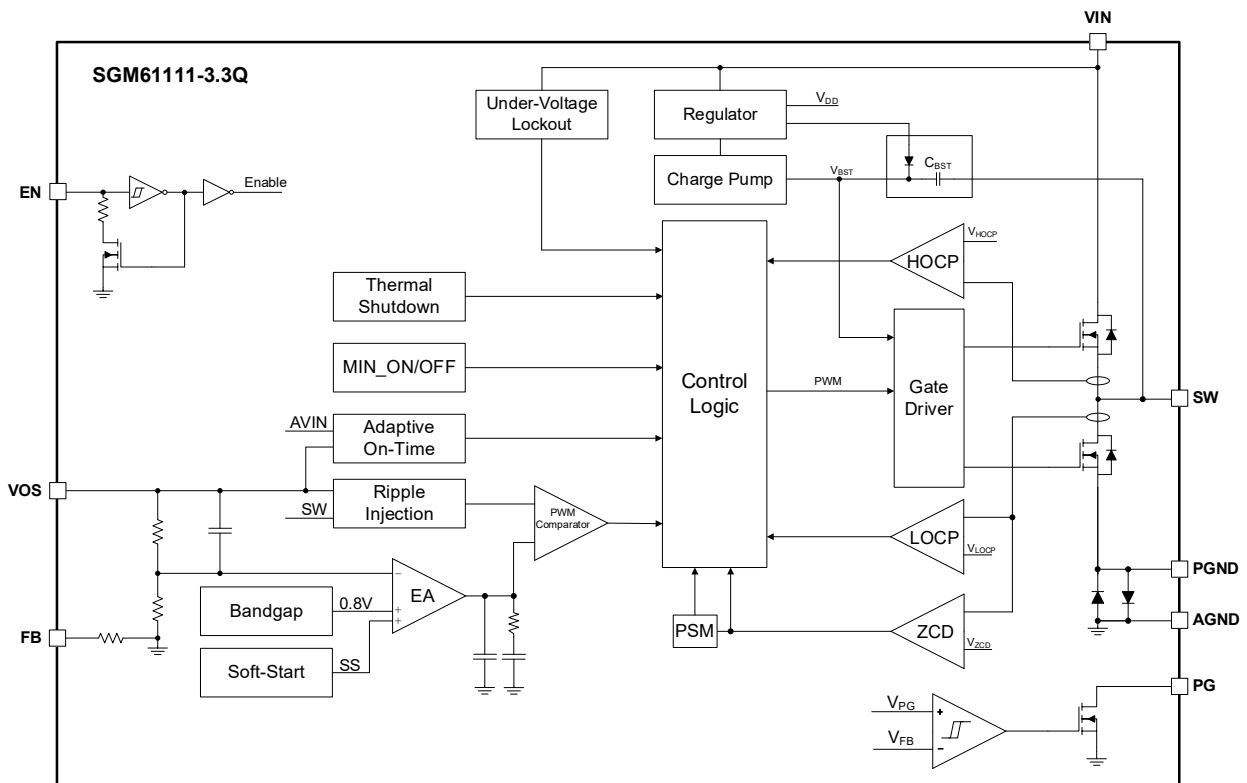 VIN
SGM61111-3.3Q
Under-Voltage
Lockout
Regulator
VDD
Charge Pump
VBST
CBST
EN
Enable
VHOCP
HOCP
Thermal
Shutdown
MIN_ON/OFF
Control
Logic
PWM
Gate
Driver
SW
AVIN
Adaptive
On-Time
VOS
SW
Ripple
Injection
PWM
Comparator
LOCP
VLOCP
PGND
EA
−
+
+
Bandgap
0.8V
PSM
ZCD
VZCD
AGND
FB
Soft-Start
SS
PG
VPG
+
VFB
−